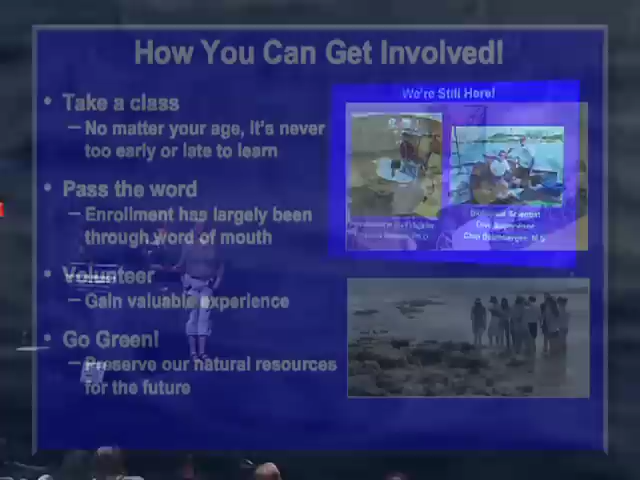 How You Can Get Involved!
We're Still Here!
• Take a class
– No matter your age, it's never
too early or late to learn
• Pass the word
– Enrollment has largely been
through word of mouth
Scientist
Dive Supervisor
• Volunteer
– Gain valuable experience
• Go Green!
– Preserve our natural resources
for the future